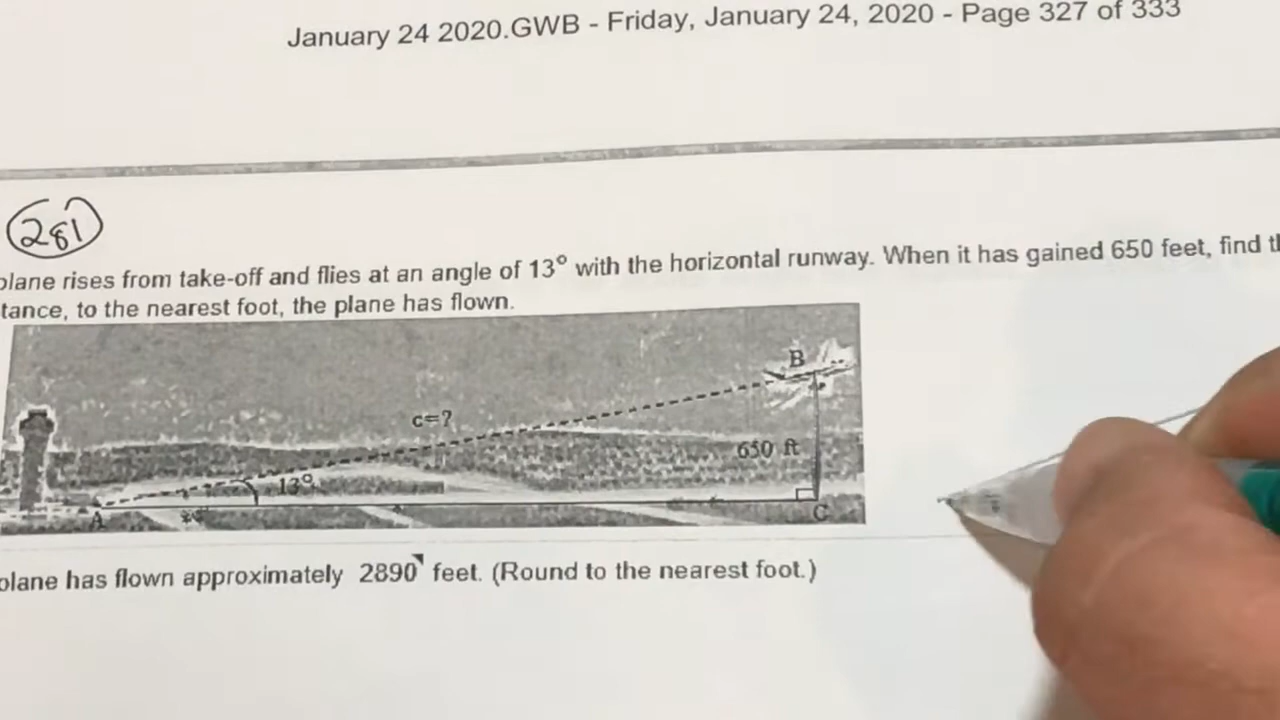 January 24 2020.GWB - Friday, January 24, 2020 - Page 327 of 333
281
plane rises from take-off and flies at an angle of 13° with the horizontal runway. When it has gained 650 feet, find th
tance, to the nearest foot, the plane has flown.
B
c=?
650 ft
13°
A
C
plane has flown approximately 2890 feet. (Round to the nearest foot.)